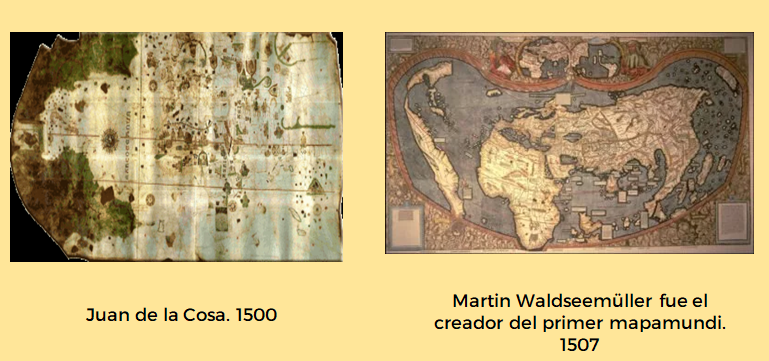 Juan de la Cosa. 1500
Martin Waldseemüller fue el
creador del primer mapamundi.
1507